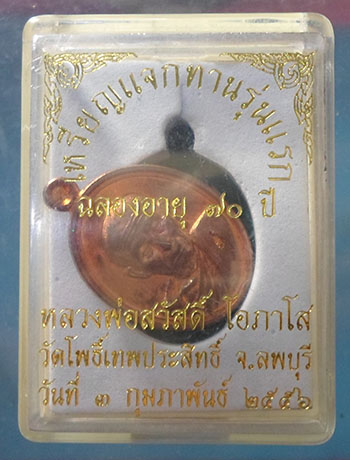 เหรียญแจกทานรุ่นแรก
ฉลองอายุ ๗๐ ปี
หลวงพ่อสวัสดิ์ โอภาโส
วัดโพธิ์เทพประสิทธิ์ จ.ลพบุรี
วันที่ ๓ กุมภาพันธ์ ๒๕๕๖